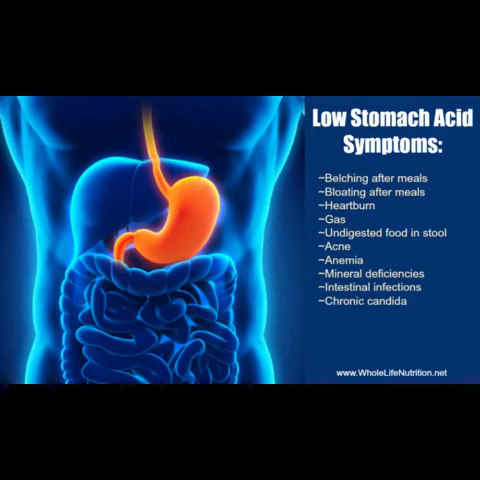 Low Stomach Acid
Symptoms:
~Belching after meals
~Bloating after meals
~Heartburn
~Gas
~Undigested food in stool
~Acne
~Anemia
~Mineral deficiencies
~Intestinal infections
~Chronic candida
www.WholeLifeNutrition.net